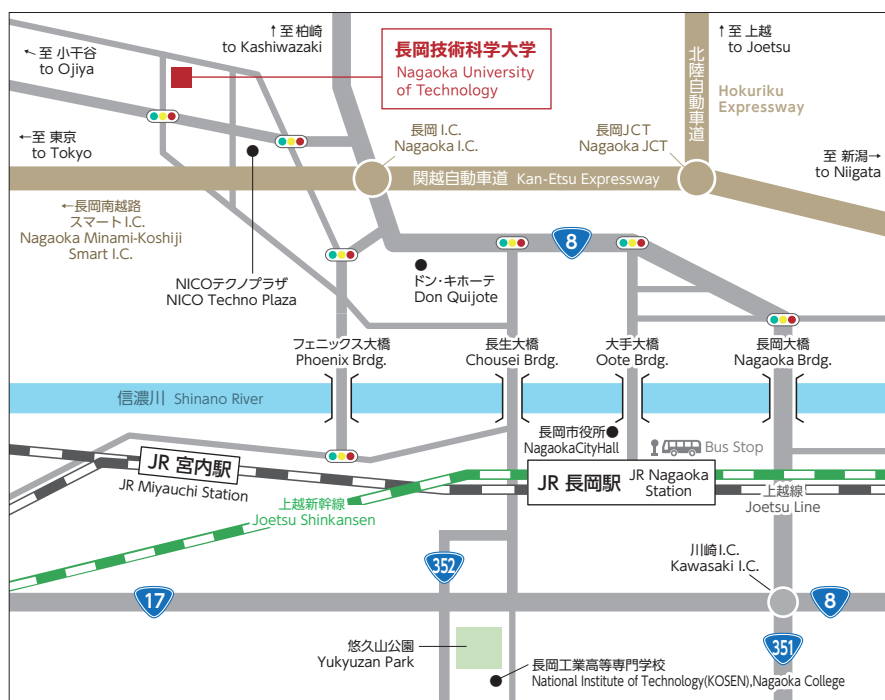 ↑至 柏崎
to Kashiwazaki
↖至 小千谷
to Ojiya
長岡技術科学大学
Nagaoka University
of Technology
↑至 上越
to Joetsu
北陸自動車道
Hokuriku
Expressway
←至 東京
to Tokyo
長岡 I.C.
Nagaoka I.C.
長岡JCT
Nagaoka JCT
至 新潟→
to Niigata
関越自動車道 Kan-Etsu Expressway
←長岡南越路
スマート I.C.
Nagaoka Minami-Koshiji
Smart I.C.
8
NICOテクノプラザ
NICO Techno Plaza
ドン・キホーテ
Don Quijote
フェニックス大橋
Phoenix Brdg.
長生大橋
Chousei Brdg.
大手大橋
Oote Brdg.
長岡大橋
Nagaoka Brdg.
信濃川 Shinano River
長岡市役所
NagaokaCityHall
Bus Stop
JR 宮内駅
JR Miyauchi Station
JR 長岡駅 JR Nagaoka
Station
上越新幹線
Joetsu Shinkansen
上越線
Joetsu Line
352
川崎 I.C.
Kawasaki I.C.
17
8
351
悠久山公園
Yukyuzan Park
長岡工業高等専門学校
National Institute of Technology(KOSEN),Nagaoka College